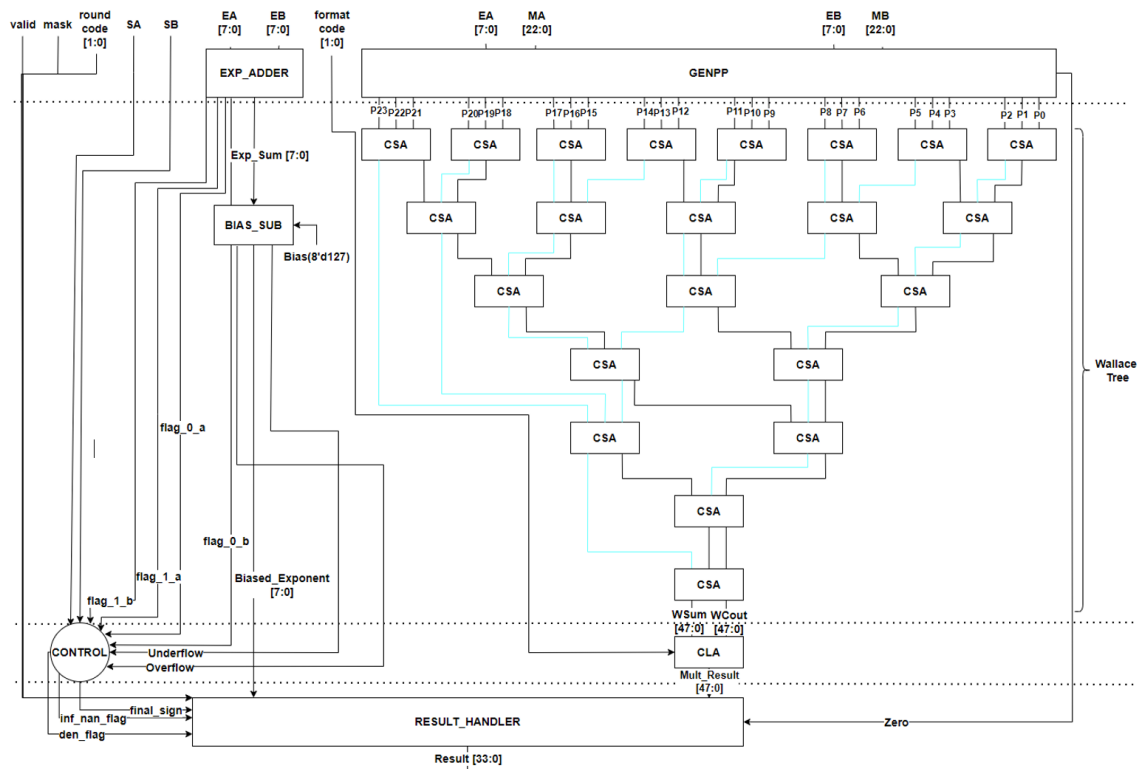 valid mask round code [1:0] SA SB EA [7:0] EB [7:0] format code [1:0] EA [7:0] MA [22:0] EB [7:0] MB [22:0]
EXP_ADDER
GENPP
P23 P22 P21 P20 P19 P18 P17 P16 P15 P14 P13 P12 P11 P10 P9 P8 P7 P6 P5 P4 P3 P2 P1 P0
CSA CSA CSA CSA CSA CSA CSA CSA
Exp_Sum [7:0]
CSA CSA CSA CSA CSA
BIAS_SUB
Bias(8'd127)
CSA CSA CSA
CSA CSA
Wallace
Tree
flag_0_a
CSA CSA
CSA
flag_0_b
flag_1_a
Biased_Exponent
[7:0]
CSA
flag_1_b
WSum
[47:0]
WCout
[47:0]
CONTROL
Underflow
Overflow
CLA
Mult_Result
[47:0]
final_sign
inf_nan_flag
den_flag
RESULT_HANDLER
Zero
Result [33:0]